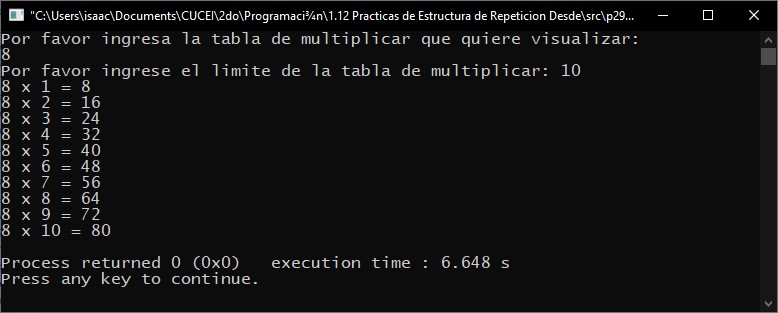 "C:\Users\isaac\Documents\CUCEI\2do\Programaci¾n\1.12 Practicas de Estructura de Repeticion Desde\src\p29...
Por favor ingresa la tabla de multiplicar que quiere visualizar:
8
Por favor ingrese el limite de la tabla de multiplicar: 10
8 x 1 = 8
8 x 2 = 16
8 x 3 = 24
8 x 4 = 32
8 x 5 = 40
8 x 6 = 48
8 x 7 = 56
8 x 8 = 64
8 x 9 = 72
8 x 10 = 80
Process returned 0 (0x0)   execution time : 6.648 s
Press any key to continue.